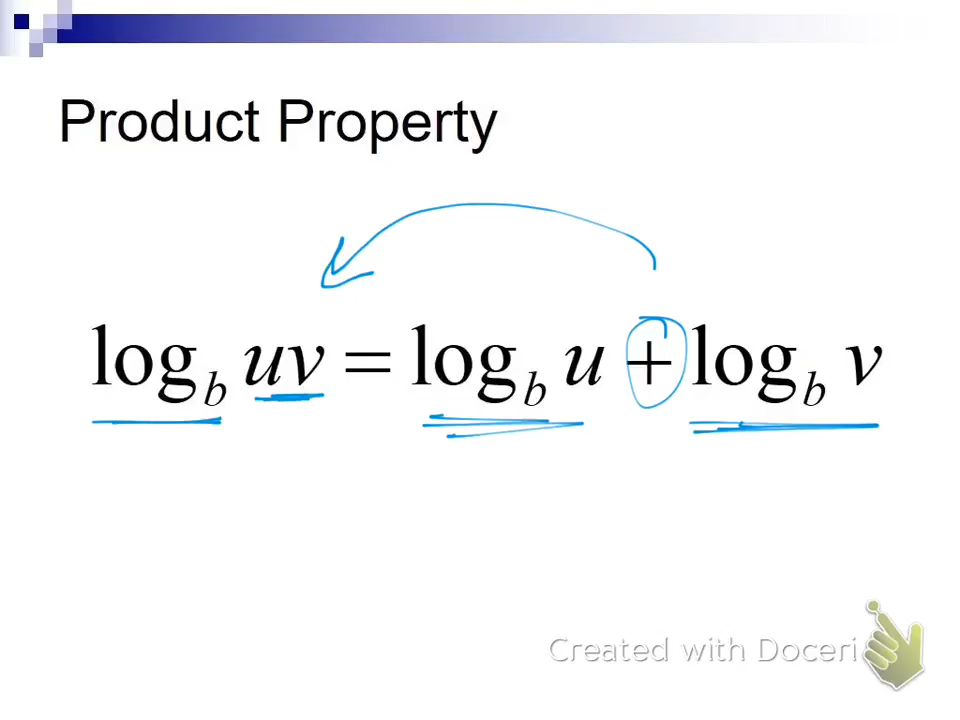 Product Property
log_b uv = log_b u + log_b v
Created with Doceri